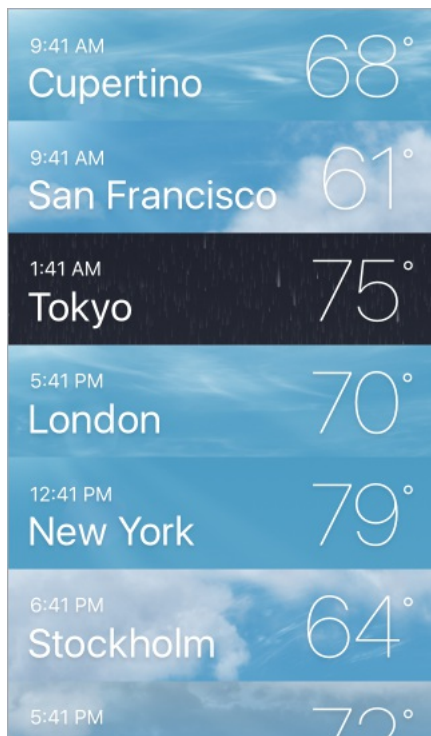 9:41 AM
Cupertino 68°
9:41 AM
San Francisco 61°
1:41 AM
Tokyo 75°
5:41 PM
London 70°
12:41 PM
New York 79°
6:41 PM
Stockholm 64°
5:41 PM